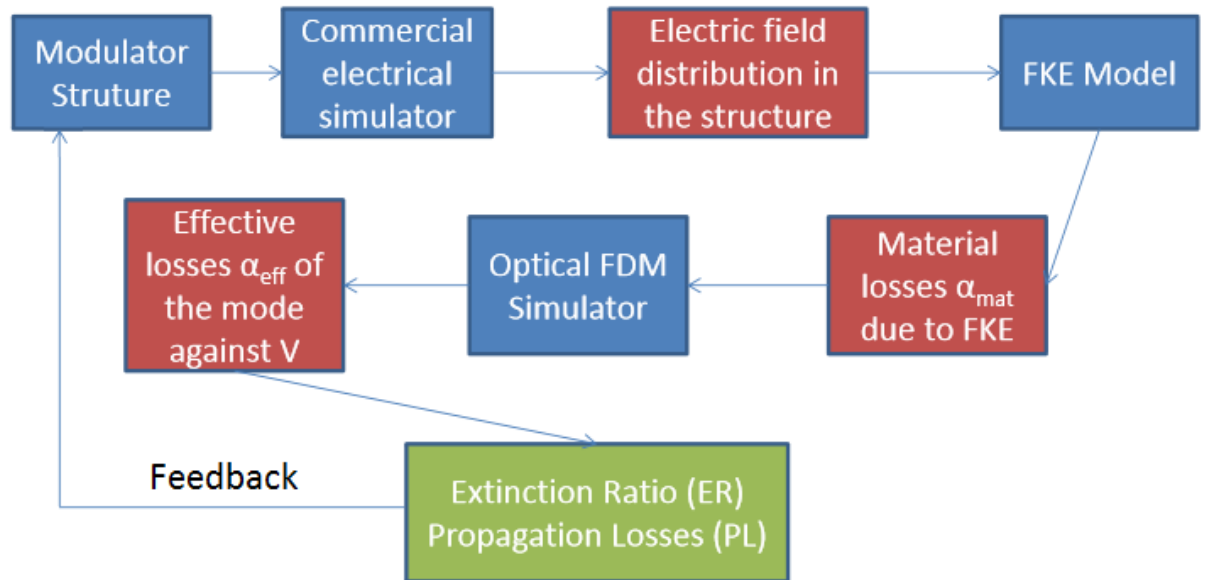 Modulator
Struture
Commercial
electrical
simulator
Electric field
distribution in
the structure
FKE Model
Effective
losses αeff of
the mode
against V
Optical FDM
Simulator
Material
losses αmat
due to FKE
Feedback
Extinction Ratio (ER)
Propagation Losses (PL)